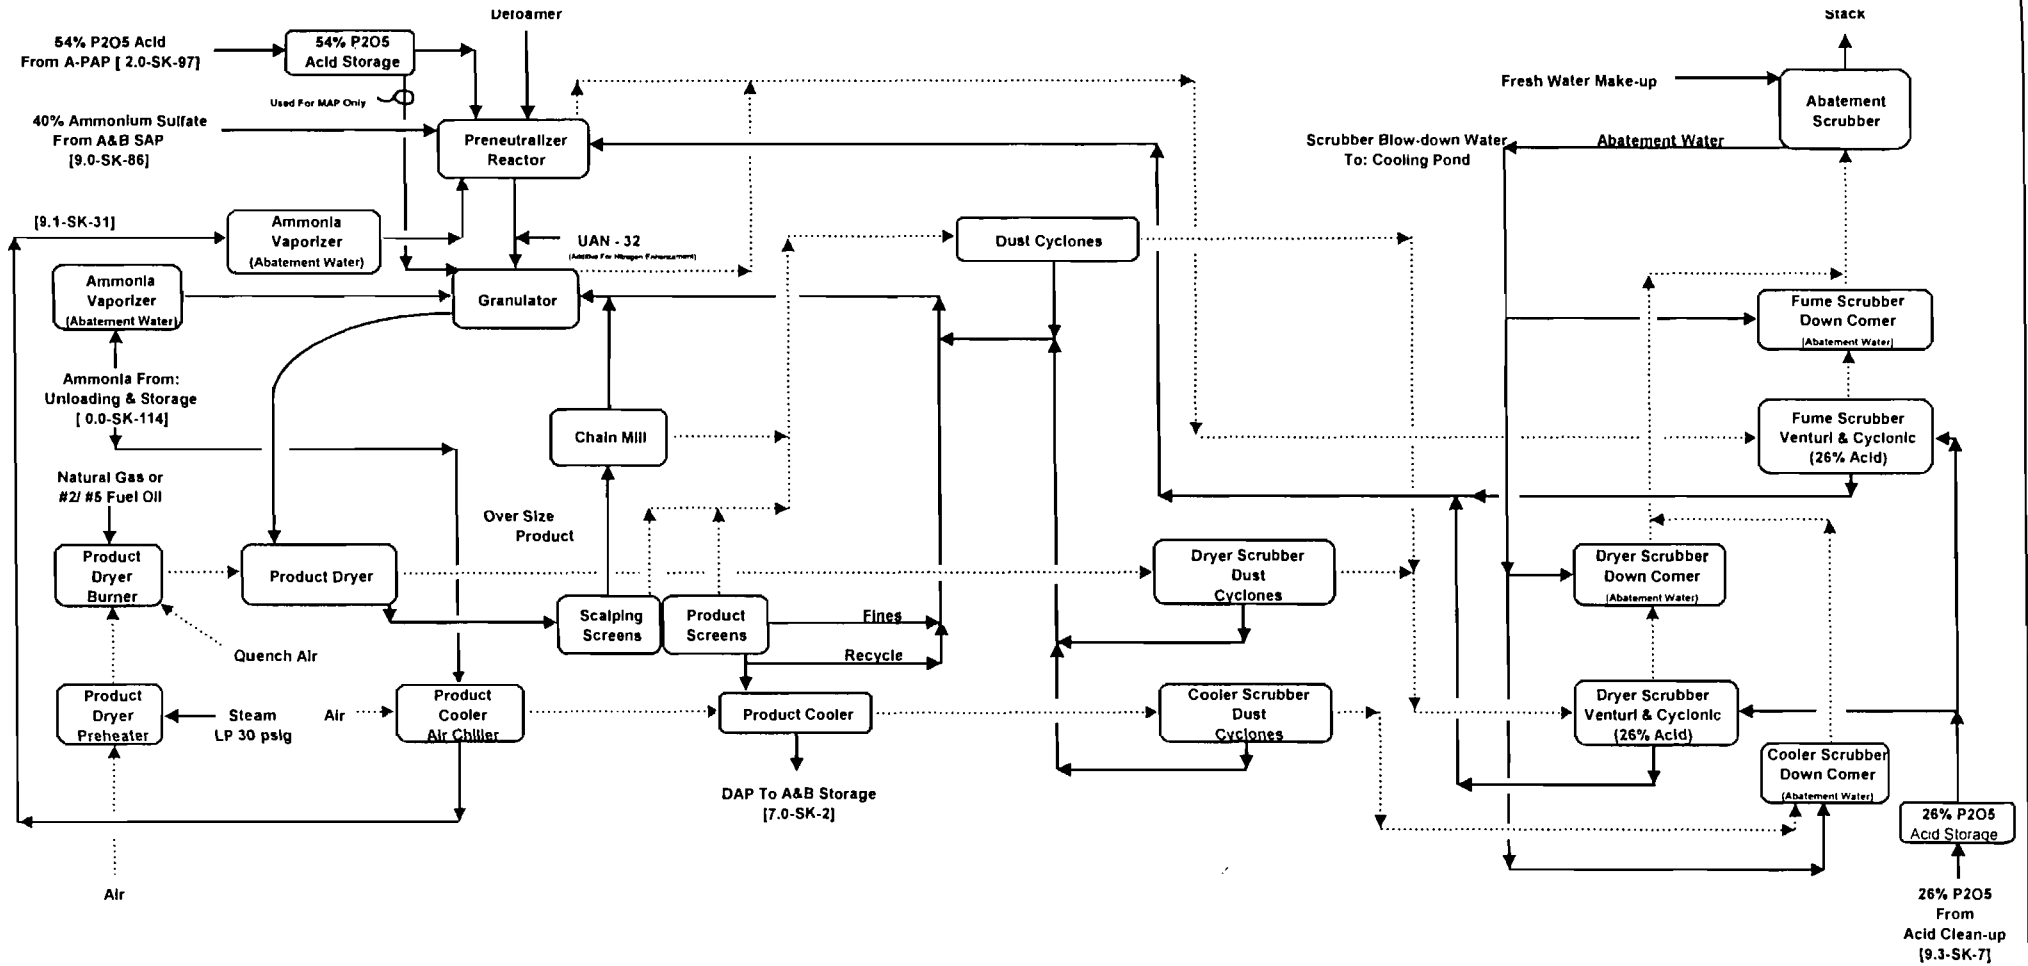 Defoamer
Stack
54% P2O5 Acid
From A-PAP [ 2.0-SK-97]
54% P2O5
Acid Storage
Used For MAP Only
Fresh Water Make-up
Abatement
Scrubber
40% Ammonium Sulfate
From A&B SAP
[9.0-SK-86]
Preneutralizer
Reactor
Scrubber Blow-down Water
To: Cooling Pond
Abatement Water
[9.1-SK-31]
Ammonia
Vaporizer
(Abatement Water)
UAN - 32
(Additive For Nitrogen Enhancement)
Dust Cyclones
Ammonia
Vaporizer
(Abatement Water)
Granulator
Fume Scrubber
Down Comer
(Abatement Water)
Ammonia From:
Unloading & Storage
[ 0.0-SK-114]
Chain Mill
Fume Scrubber
Venturi & Cyclonic
(26% Acid)
Natural Gas or
#2/ #5 Fuel Oil
Over Size
Product
Product
Dryer
Burner
Product Dryer
Scalping
Screens
Product
Screens
Fines
Recycle
Dryer Scrubber
Dust
Cyclones
Dryer Scrubber
Down Comer
(Abatement Water)
Quench Air
Product
Dryer
Preheater
Steam
LP 30 psig
Air
Product
Cooler
Air Chiller
Product Cooler
Cooler Scrubber
Dust
Cyclones
Dryer Scrubber
Venturi & Cyclonic
(26% Acid)
Cooler Scrubber
Down Comer
(Abatement Water)
DAP To A&B Storage
[7.0-SK-2]
26% P2O5
Acid Storage
Air
26% P2O5
From
Acid Clean-up
[9.3-SK-7]